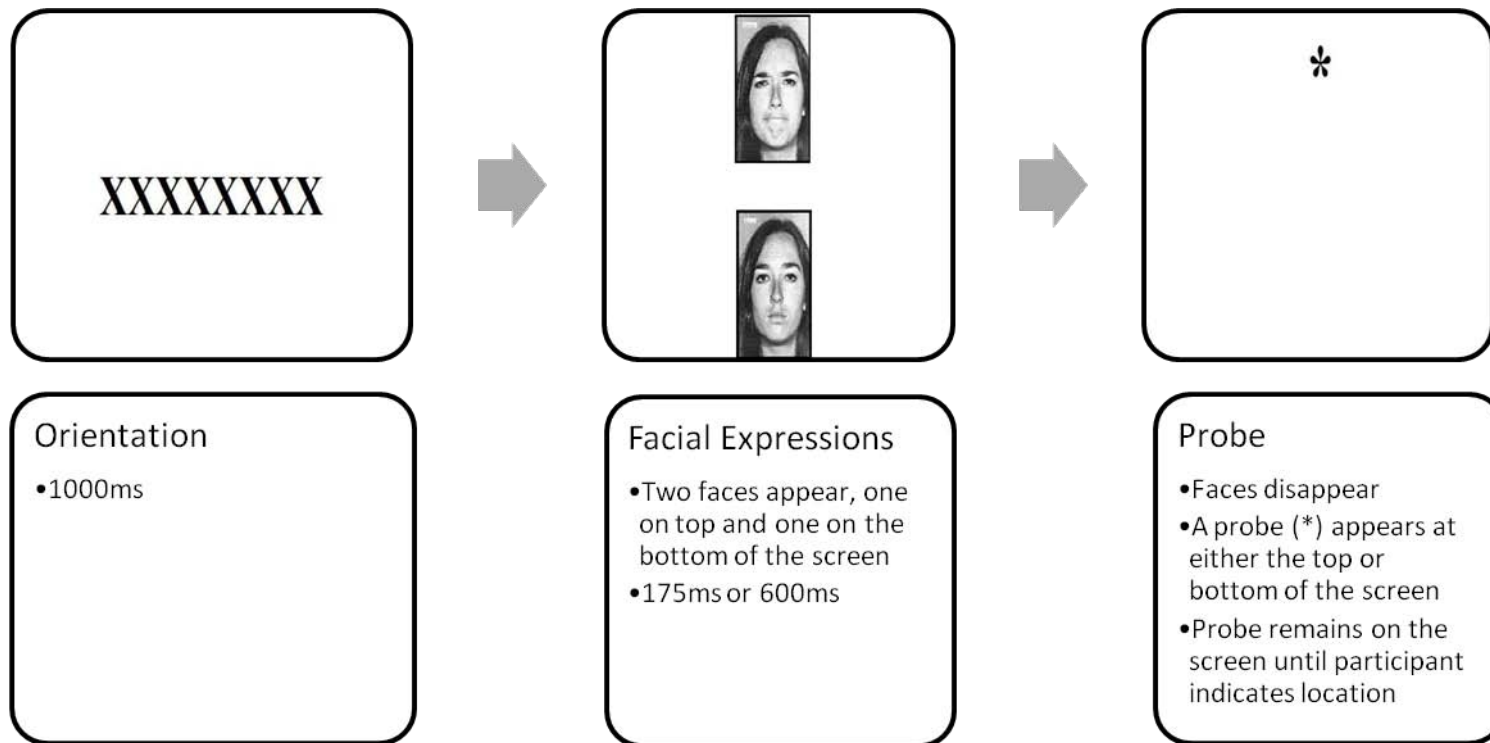 XXXXXXXX
*
Orientation
•1000ms
Facial Expressions
•Two faces appear, one
on top and one on the
bottom of the screen
•175ms or 600ms
Probe
•Faces disappear
•A probe (*) appears at
either the top or
bottom of the screen
•Probe remains on the
screen until participant
indicates location